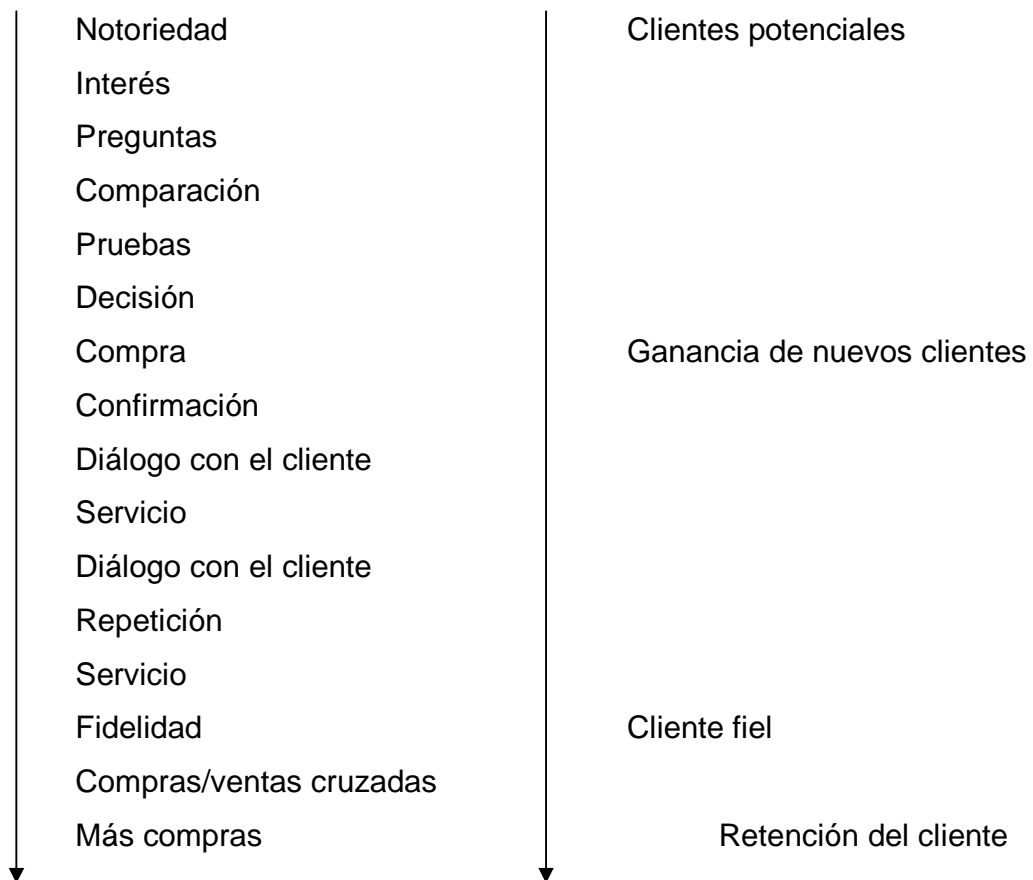 Notoriedad Clientes potenciales
Interés
Preguntas
Comparación
Pruebas
Decisión
Compra Ganancia de nuevos clientes
Confirmación
Diálogo con el cliente
Servicio
Diálogo con el cliente
Repetición
Servicio
Fidelidad Cliente fiel
Compras/ventas cruzadas
Más compras Retención del cliente